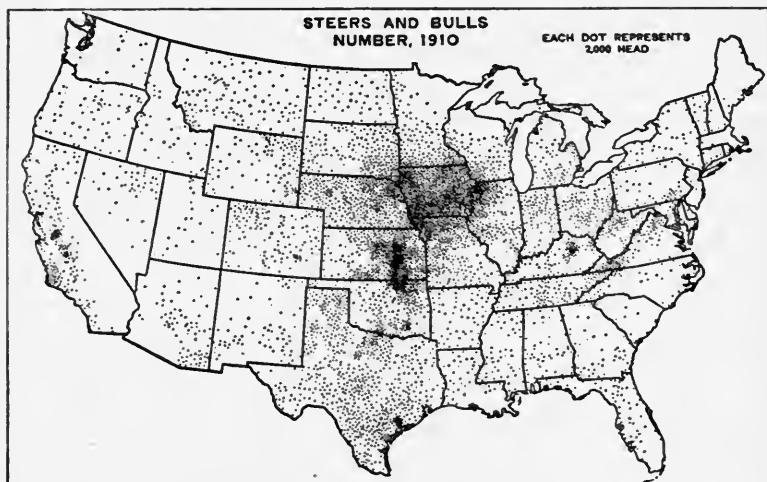 STEERS AND BULLS
NUMBER, 1910
EACH DOT REPRESENTS
2,000 HEAD